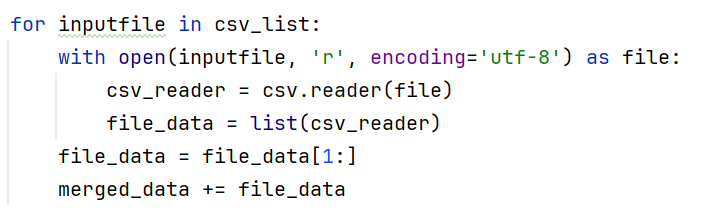 for inputfile in csv_list:
    with open(inputfile, 'r', encoding='utf-8') as file:
        csv_reader = csv.reader(file)
        file_data = list(csv_reader)
    file_data = file_data[1:]
    merged_data += file_data